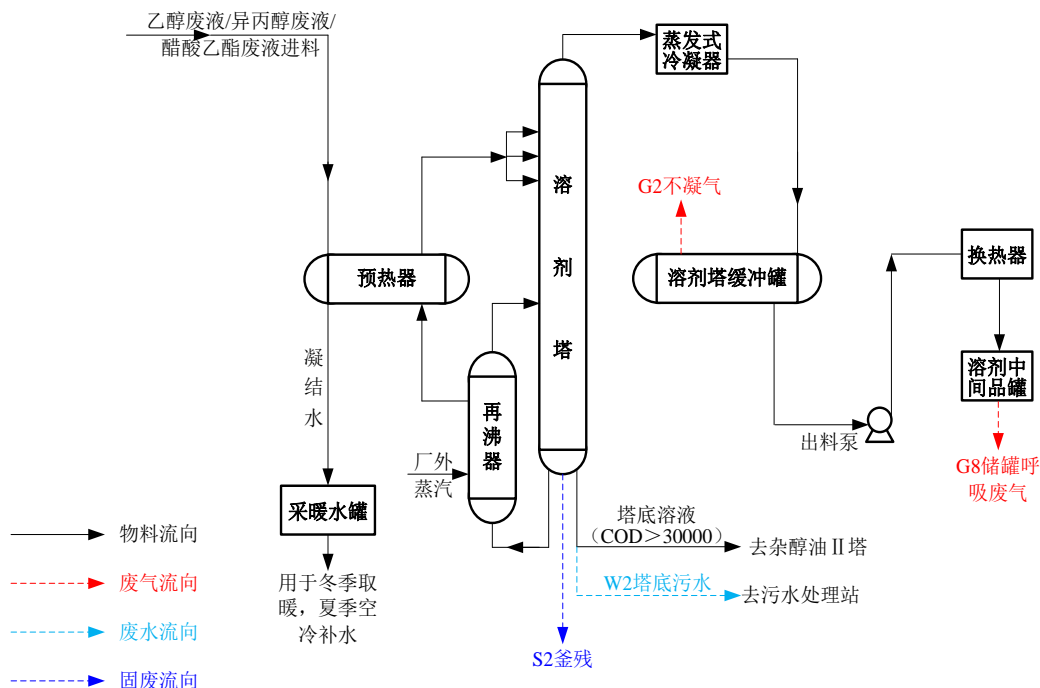 乙醇废液/异丙醇废液/
醋酸乙酯废液进料
蒸发式
冷凝器
G2不凝气
溶
剂
塔
预热器
溶剂塔缓冲罐
换热器
凝
结
水
再
沸
器
溶剂中
间品罐
厂外
蒸汽
出料泵
G8储罐呼
吸废气
采暖水罐
塔底溶液
（COD＞30000）
去杂醇油Ⅱ塔
W2塔底污水
去污水处理站
用于冬季取
暖，夏季空
冷补水
S2釜残
物料流向
废气流向
废水流向
固废流向